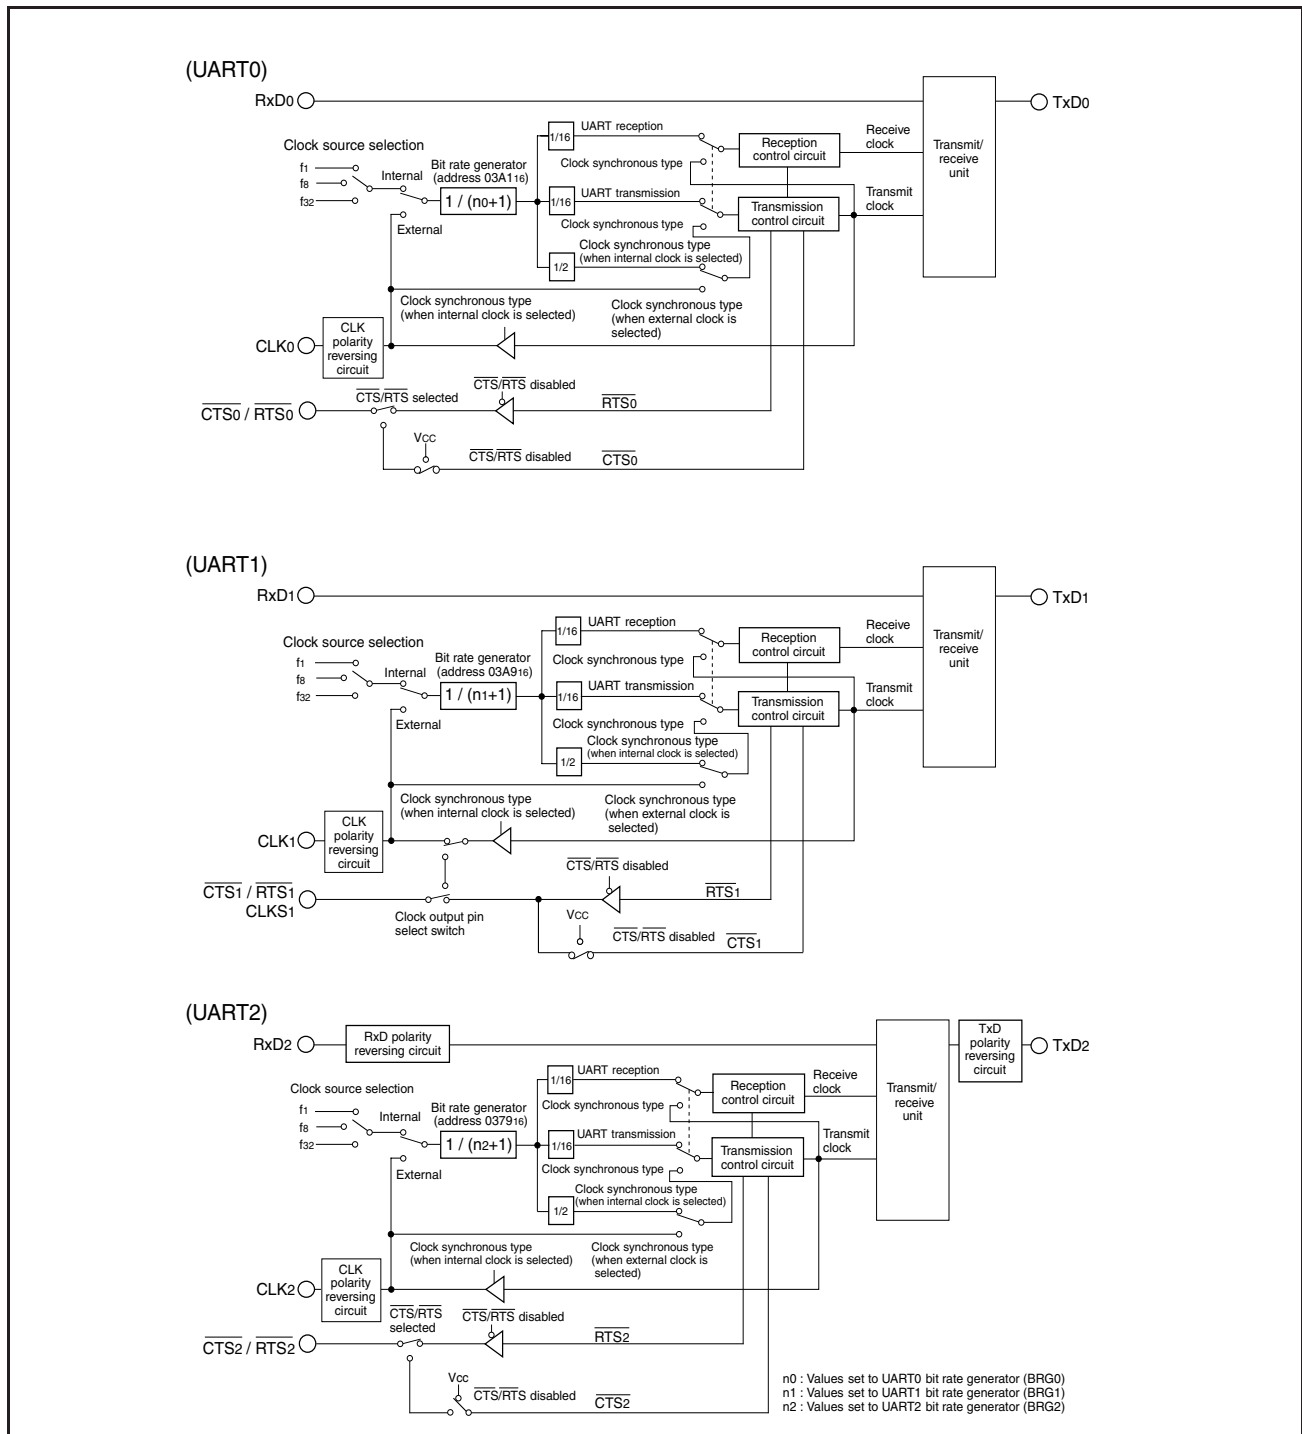 (UART0)
RxD0
TxD0
Clock source selection
f1
f8
f32
Internal
External
Bit rate generator
(address 03A116)
1 / (n0+1)
1/16
UART reception
Clock synchronous type
1/16
UART transmission
Clock synchronous type
1/2
Clock synchronous type
(when internal clock is selected)
Reception
control circuit
Transmission
control circuit
Receive
clock
Transmit
clock
Transmit/
receive
unit
Clock synchronous type
(when internal clock is selected)
Clock synchronous type
(when external clock is
selected)
CLK0
CLK
polarity
reversing
circuit
CTS0 / RTS0
CTS/RTS selected
CTS/RTS disabled
RTS0
VCC
CTS/RTS disabled
CTS0
(UART1)
RxD1
TxD1
Clock source selection
f1
f8
f32
Internal
External
Bit rate generator
(address 03A916)
1 / (n1+1)
1/16
UART reception
Clock synchronous type
1/16
UART transmission
Clock synchronous type
1/2
Clock synchronous type
(when internal clock is selected)
Reception
control circuit
Transmission
control circuit
Receive
clock
Transmit
clock
Transmit/
receive
unit
Clock synchronous type
(when internal clock is selected)
Clock synchronous type
(when external clock is
selected)
CLK1
CLK
polarity
reversing
circuit
CTS1 / RTS1
CLKS1
Clock output pin
select switch
CTS/RTS disabled
RTS1
VCC
CTS/RTS disabled
CTS1
(UART2)
RxD2
RxD polarity
reversing circuit
TxD
polarity
reversing
circuit
TxD2
Clock source selection
f1
f8
f32
Internal
External
Bit rate generator
(address 037916)
1 / (n2+1)
1/16
UART reception
Clock synchronous type
1/16
UART transmission
Clock synchronous type
1/2
Clock synchronous type
(when internal clock is selected)
Reception
control circuit
Transmission
control circuit
Receive
clock
Transmit
clock
Transmit/
receive
unit
Clock synchronous type
(when internal clock is selected)
Clock synchronous type
(when external clock is
selected)
CLK2
CLK
polarity
reversing
circuit
CTS2 / RTS2
CTS/RTS
selected
CTS/RTS disabled
RTS2
Vcc
CTS/RTS disabled
CTS2
n0 : Values set to UART0 bit rate generator (BRG0)
n1 : Values set to UART1 bit rate generator (BRG1)
n2 : Values set to UART2 bit rate generator (BRG2)